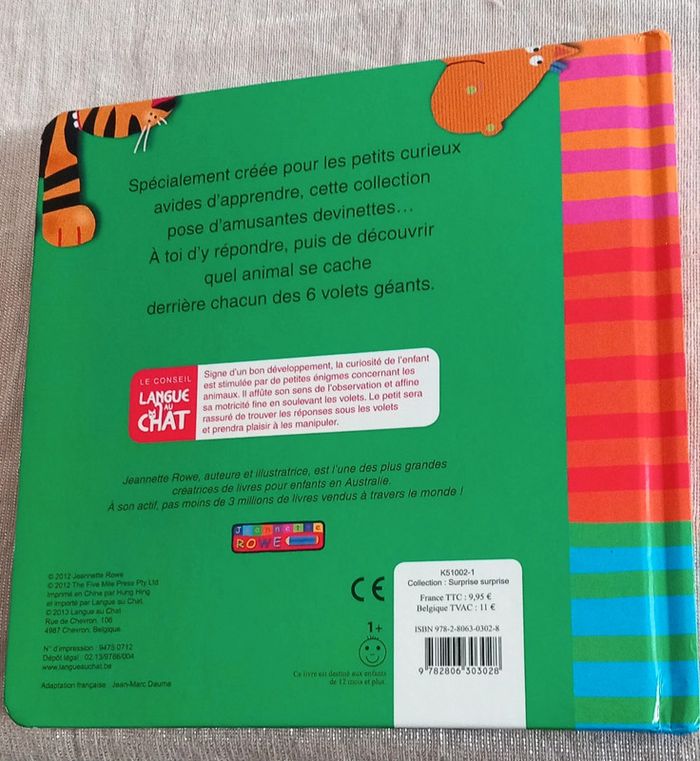 Spécialement créée pour les petits curieux
avides d'apprendre, cette collection
pose d'amusantes devinettes...
À toi d'y répondre, puis de découvrir
quel animal se cache
derrière chacun des 6 volets géants.
LE CONSEIL
LANGUE
AU
CHAT
Signe d'un bon développement, la curiosité de l'enfant
est stimulée par de petites énigmes concernant les
animaux. Il affûte son sens de l'observation et affine
sa motricité fine en soulevant les volets. Le petit sera
rassuré de trouver les réponses sous les volets
et prendra plaisir à les manipuler.
Jeannette Rowe, auteure et illustratrice, est l'une des plus grandes
créatrices de livres pour enfants en Australie.
À son actif, pas moins de 3 millions de livres vendus à travers le monde !
Jeannette
ROWE
© 2012 Jeannette Rowe
© 2012 The Five Mile Press Pty Ltd
Imprimé en Chine par Hung Hing
et importé par Langue au Chat.
© 2013 Langue au Chat
Rue de Chevron, 106
4987 Chevron, Belgique
N° d'impression : 9475 0712
Dépôt légal : 02.13/9766/004
www.langueauchat.be
Adaptation française : Jean-Marc Dauma
CE
1+
Ce livre est destiné aux enfants
de 12 mois et plus.
K51002-1
Collection : Surprise surprise
France TTC : 9,95 €
Belgique TVAC : 11 €
ISBN 978-2-8063-0302-8
9 782806 303028